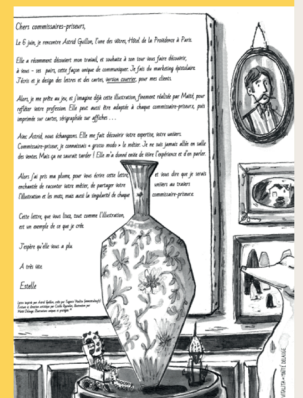 Chers commissaires-priseurs,
Le 6 juin, je rencontre Astrid Guillon, l'une des vôtres, Hôtel de la Providence à Paris.
Elle a récemment découvert mon travail, et souhaite à son tour vous faire découvrir,
à vous - ses pairs, cette façon unique de communiquer. Je fais du marketing épistolaire.
J'écris et je design des lettres et des cartes, version courrier, pour mes clients.
Alors, je me prête au jeu, et j'imagine déjà cette illustration, finement réalisée par Maïté, pour
refléter votre profession. Elle peut aussi être adaptée à chaque commissaire-priseurs, puis
imprimée sur cartes, sérigraphiée sur affiches ...
Avec Astrid, nous échangeons. Elle me fait découvrir votre expertise, votre univers.
Commissaire-priseur, je connaissais « grosso modo » le métier. Je ne suis jamais allée en salle
des ventes. Mais ça ne saurait tarder ! Elle m'a donné envie de vivre l'expérience et d'en parler.
Alors j'ai pris ma plume, pour vous écrire cette lettre, et vous dire que je serais
enchantée de raconter votre métier, de partager votre univers au travers
l'illustration et les mots, mais aussi la singularité de chaque commissaire-priseur.
Cette lettre, que vous lisez, tout comme l'illustration,
est un exemple de ce que je crée.
J'espère qu'elle vous a plu.
A très vite
Estelle